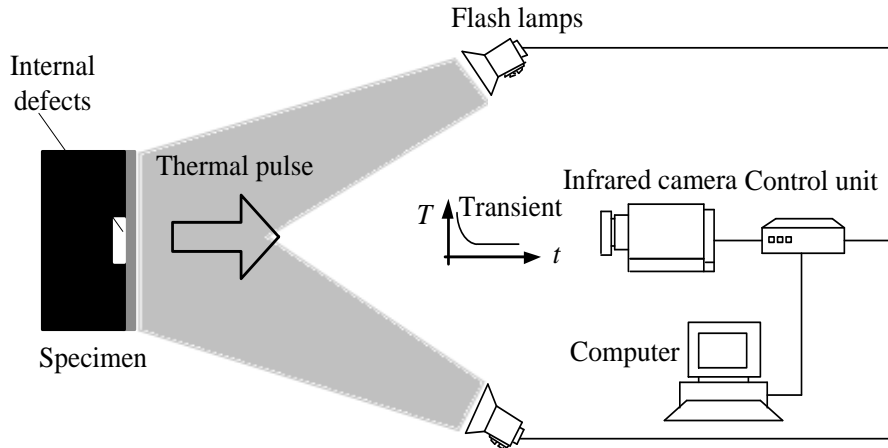 Flash lamps
Internal
defects
Thermal pulse
Infrared camera Control unit
T
Transient
t
Specimen
Computer